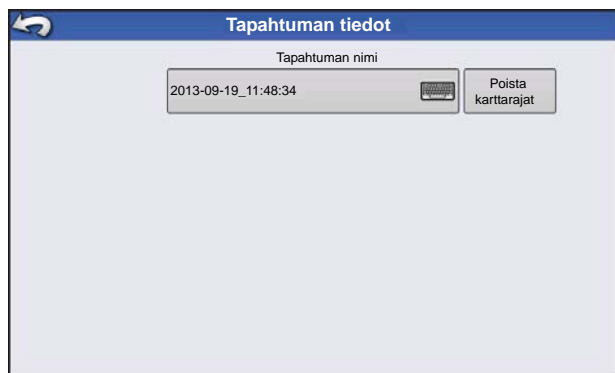 Tapahtuman tiedot
Tapahtuman nimi
2013-09-19_11:48:34
Poista
karttarajat